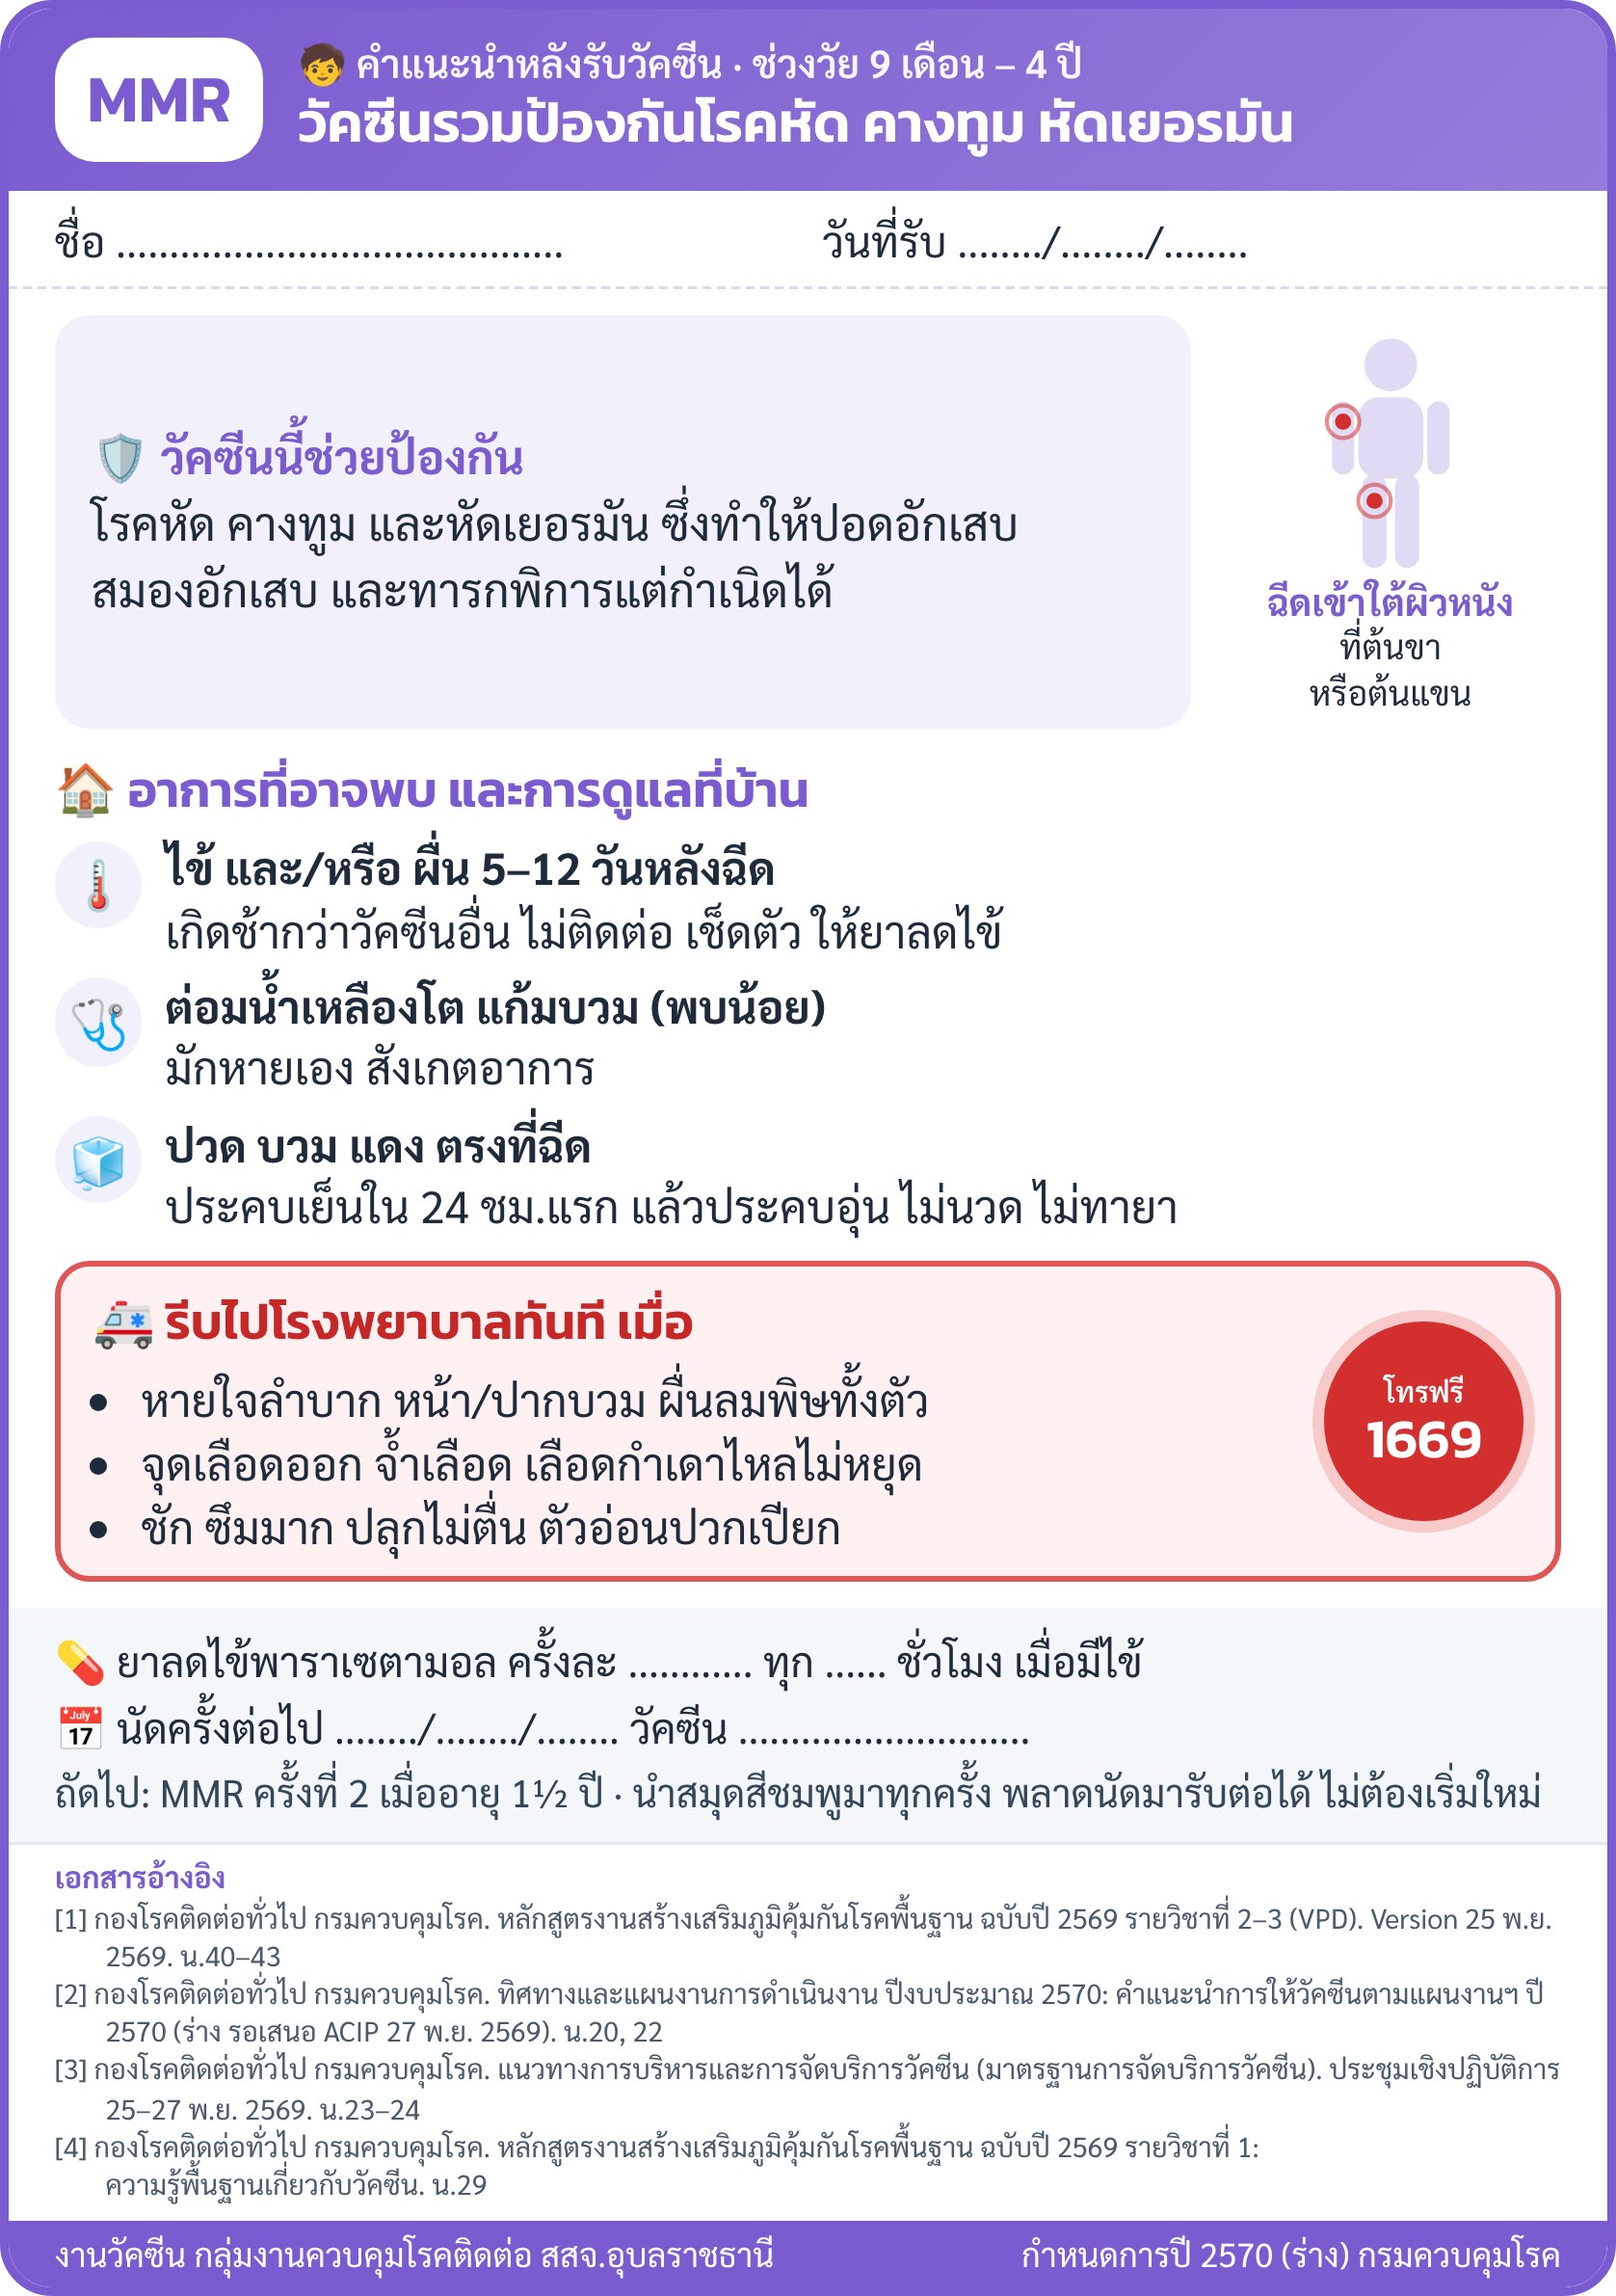 MMR
คำแนะนำหลังรับวัคซีน · ช่วงวัย 9 เดือน – 4 ปี
วัคซีนรวมป้องกันโรคหัด คางทูม หัดเยอรมัน
ชื่อ ........................................... วันที่รับ ......../......../........
วัคซีนนี้ช่วยป้องกัน
โรคหัด คางทูม และหัดเยอรมัน ซึ่งทำให้ปอดอักเสบ
สมองอักเสบ และทารกพิการแต่กำเนิดได้
ฉีดเข้าใต้ผิวหนัง
ที่ต้นขา
หรือต้นแขน
อาการที่อาจพบ และการดูแลที่บ้าน
ไข้ และ/หรือ ผื่น 5–12 วันหลังฉีด
เกิดช้ากว่าวัคซีนอื่น ไม่ติดต่อ เช็ดตัว ให้ยาลดไข้
ต่อมน้ำเหลืองโต แก้มบวม (พบน้อย)
มักหายเอง สังเกตอาการ
ปวด บวม แดง ตรงที่ฉีด
ประคบเย็นใน 24 ชม.แรก แล้วประคบอุ่น ไม่นวด ไม่ทายา
รีบไปโรงพยาบาลทันที เมื่อ
• หายใจลำบาก หน้า/ปากบวม ผื่นลมพิษทั้งตัว
• จุดเลือดออก จ้ำเลือด เลือดกำเดาไหลไม่หยุด
• ชัก ซึมมาก ปลุกไม่ตื่น ตัวอ่อนปวกเปียก
โทรฟรี
1669
ยาลดไข้พาราเซตามอล ครั้งละ ............ ทุก ...... ชั่วโมง เมื่อมีไข้
July
17
นัดครั้งต่อไป ......../......../........ วัคซีน ............................
ถัดไป: MMR ครั้งที่ 2 เมื่ออายุ 1½ ปี · นำสมุดสีชมพูมาทุกครั้ง พลาดนัดมารับต่อได้ ไม่ต้องเริ่มใหม่
เอกสารอ้างอิง
[1] กองโรคติดต่อทั่วไป กรมควบคุมโรค. หลักสูตรงานสร้างเสริมภูมิคุ้มกันโรคพื้นฐาน ฉบับปี 2569 รายวิชาที่ 2–3 (VPD). Version 25 พ.ย.
2569. น.40–43
[2] กองโรคติดต่อทั่วไป กรมควบคุมโรค. ทิศทางและแผนงานการดำเนินงาน ปีงบประมาณ 2570: คำแนะนำการให้วัคซีนตามแผนงานฯ ปี
2570 (ร่าง รอเสนอ ACIP 27 พ.ย. 2569). น.20, 22
[3] กองโรคติดต่อทั่วไป กรมควบคุมโรค. แนวทางการบริหารและการจัดบริการวัคซีน (มาตรฐานการจัดบริการวัคซีน). ประชุมเชิงปฏิบัติการ
25–27 พ.ย. 2569. น.23–24
[4] กองโรคติดต่อทั่วไป กรมควบคุมโรค. หลักสูตรงานสร้างเสริมภูมิคุ้มกันโรคพื้นฐาน ฉบับปี 2569 รายวิชาที่ 1:
ความรู้พื้นฐานเกี่ยวกับวัคซีน. น.29
งานวัคซีน กลุ่มงานควบคุมโรคติดต่อ สสจ.อุบลราชธานี กำหนดการปี 2570 (ร่าง) กรมควบคุมโรค